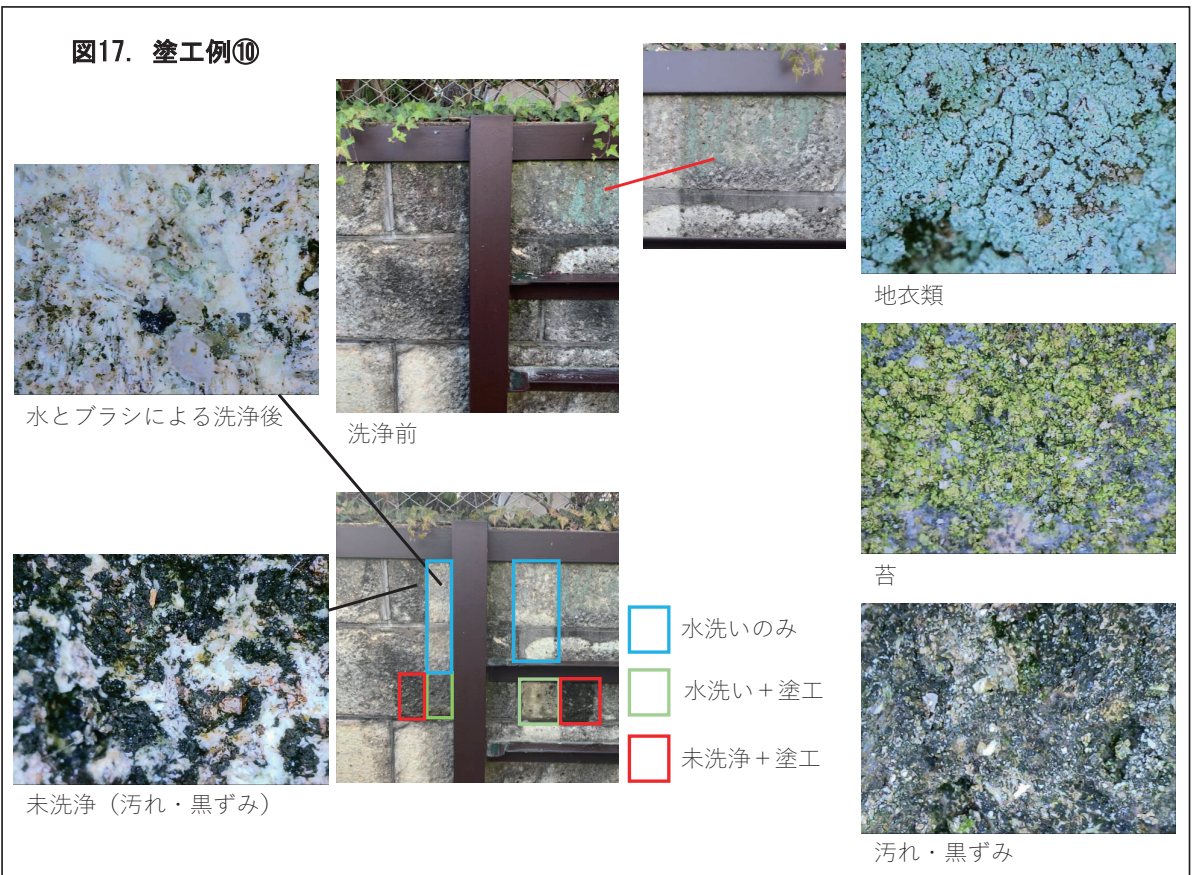 図17. 塗工例⑩
水とブラシによる洗浄後
洗浄前
地衣類
苔
水洗いのみ
水洗い＋塗工
未洗浄＋塗工
未洗浄（汚れ・黒ずみ）
汚れ・黒ずみ